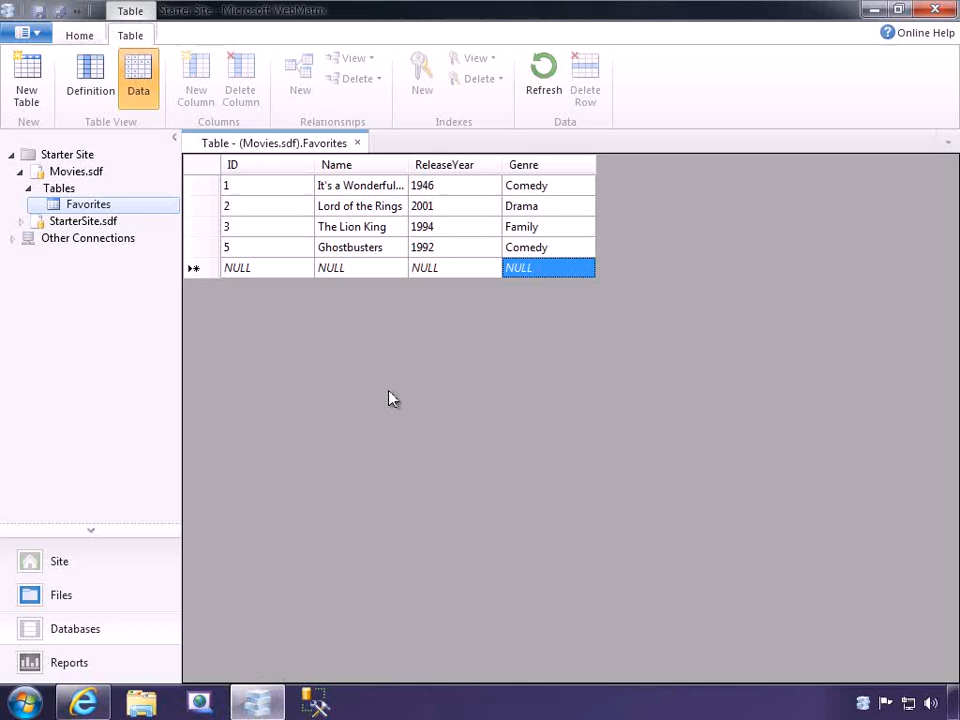 Table Starter Site - Microsoft WebMatrix
Home Table Online Help
New Table Definition Data New Column Delete Column New View Delete New View Delete Refresh Delete Row
New Table View Columns Relationships Indexes Data
Table - (Movies.sdf).Favorites
Starter Site
Movies.sdf
Tables
Favorites
StarterSite.sdf
Other Connections
ID Name ReleaseYear Genre
1 It's a Wonderful... 1946 Comedy
2 Lord of the Rings 2001 Drama
3 The Lion King 1994 Family
5 Ghostbusters 1992 Comedy
NULL NULL NULL NULL
Site
Files
Databases
Reports